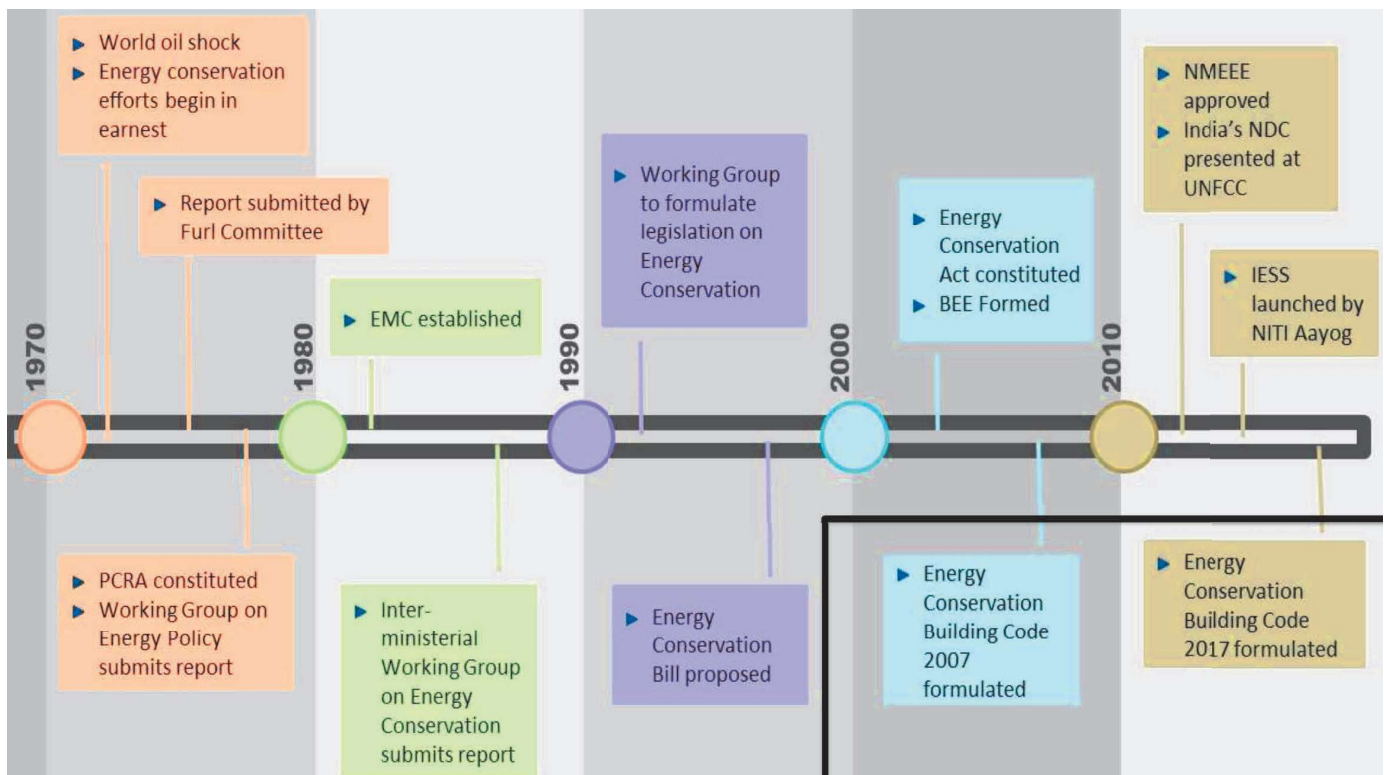 ► World oil shock
► Energy conservation
efforts begin in
earnest
► Report submitted by
Furl Committee
► EMC established
► Working Group
to formulate
legislation on
Energy
Conservation
► Energy
Conservation
Act constituted
► BEE Formed
► NMEEE
approved
► India's NDC
presented at
UNFCC
► IESS
launched by
NITI Aayog
1970
1980
1990
2000
2010
► PCRA constituted
► Working Group on
Energy Policy
submits report
► Inter-
ministerial
Working Group
on Energy
Conservation
submits report
► Energy
Conservation
Bill proposed
► Energy
Conservation
Building Code
2007
formulated
► Energy
Conservation
Building Code
2017 formulated